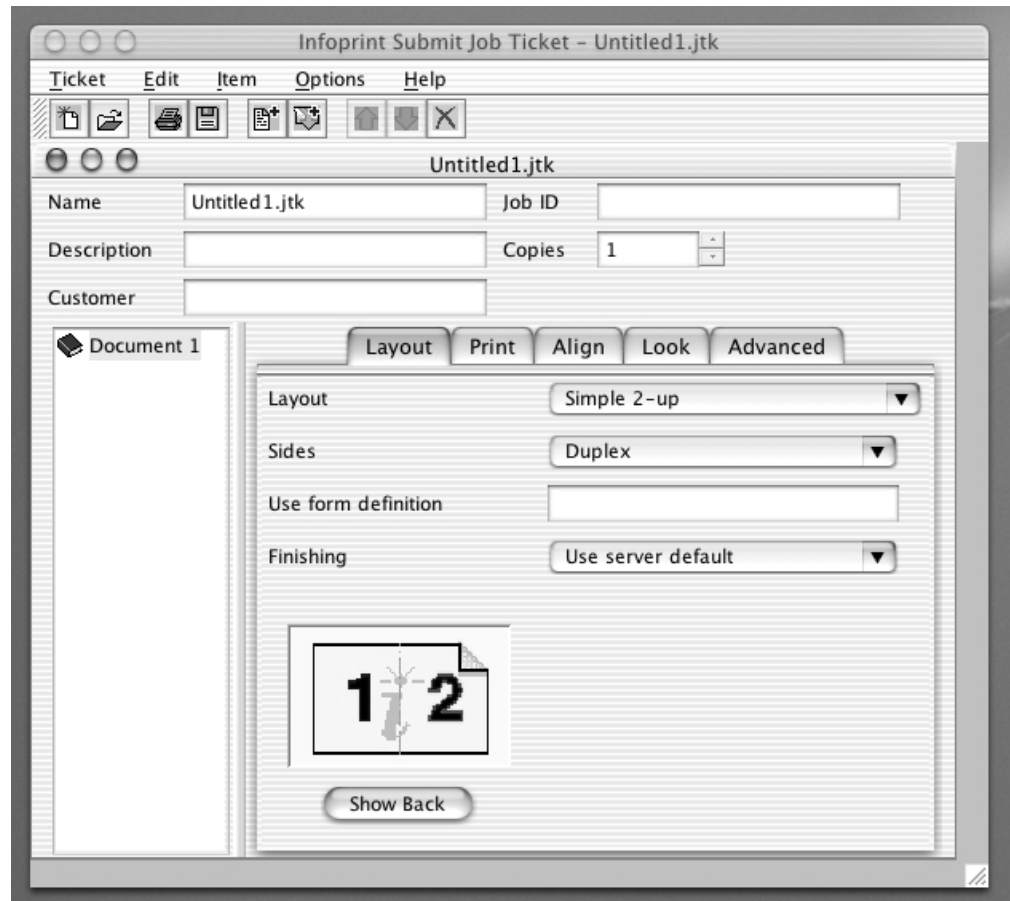 Infoprint Submit Job Ticket – Untitled1.jtk
Ticket Edit Item Options Help
Untitled1.jtk
Name Untitled1.jtk Job ID
Description Copies 1
Customer
Document 1
Layout Print Align Look Advanced
Layout Simple 2-up
Sides Duplex
Use form definition
Finishing Use server default
1 i 2
Show Back